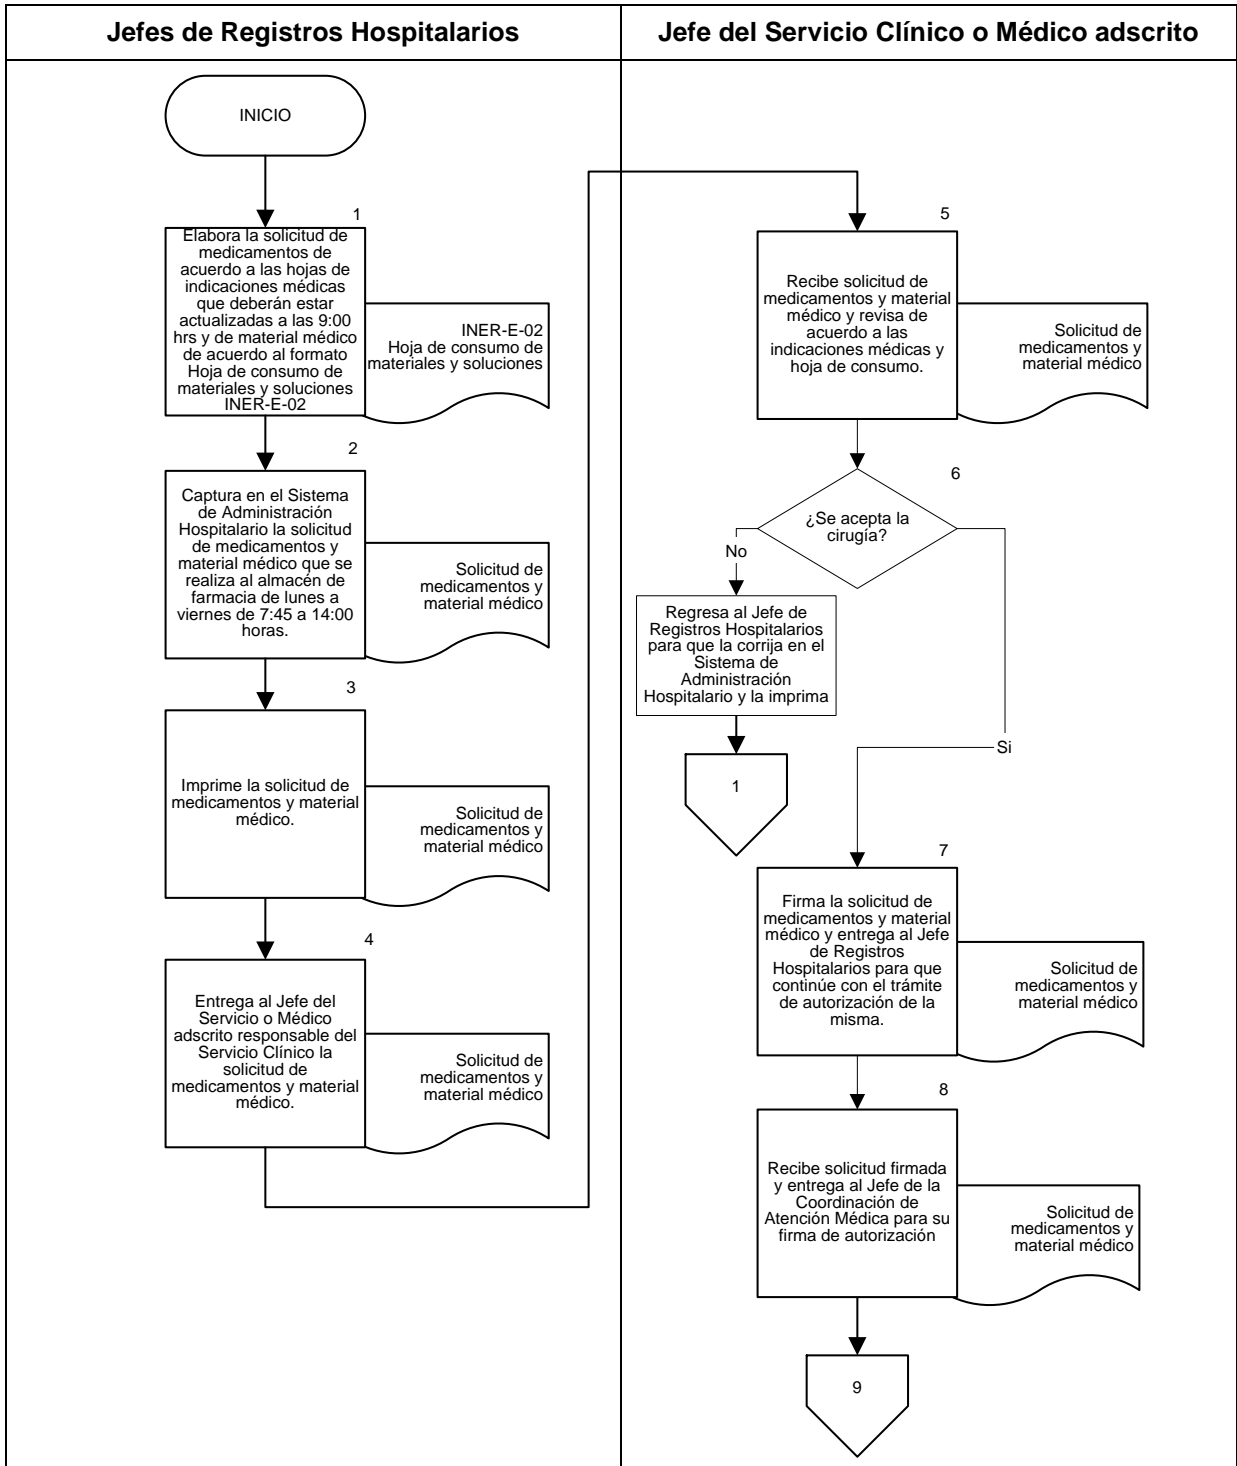 Jefes de Registros Hospitalarios
Jefe del Servicio Clínico o Médico adscrito
INICIO
1
Elabora la solicitud de
medicamentos de
acuerdo a las hojas de
indicaciones médicas
que deberán estar
actualizadas a las 9:00
hrs y de material médico
de acuerdo al formato
Hoja de consumo de
materiales y soluciones
INER-E-02
INER-E-02
Hoja de consumo de
materiales y soluciones
2
Captura en el Sistema
de Administración
Hospitalario la solicitud
de medicamentos y
material médico que se
realiza al almacén de
farmacia de lunes a
viernes de 7:45 a 14:00
horas.
Solicitud de
medicamentos y
material médico
3
Imprime la solicitud de
medicamentos y material
médico.
Solicitud de
medicamentos y
material médico
4
Entrega al Jefe del
Servicio o Médico
adscrito responsable del
Servicio Clínico la
solicitud de
medicamentos y material
médico.
Solicitud de
medicamentos y
material médico
5
Recibe solicitud de
medicamentos y material
médico y revisa de
acuerdo a las
indicaciones médicas y
hoja de consumo.
Solicitud de
medicamentos y
material médico
6
¿Se acepta la
cirugía?
No
Regresa al Jefe de
Registros Hospitalarios
para que la corrija en el
Sistema de
Administración
Hospitalario y la imprima
1
Si
7
Firma la solicitud de
medicamentos y material
médico y entrega al Jefe
de Registros
Hospitalarios para que
continúe con el trámite
de autorización de la
misma.
Solicitud de
medicamentos y
material médico
8
Recibe solicitud firmada
y entrega al Jefe de la
Coordinación de
Atención Médica para su
firma de autorización
Solicitud de
medicamentos y
material médico
9